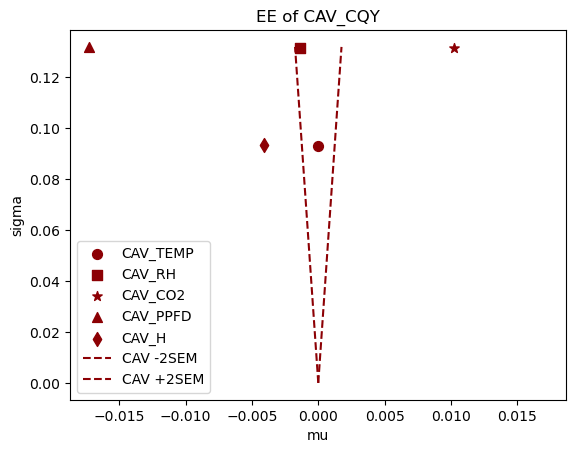 EE of CAV_CQY
0.12
0.10
0.08
0.06
0.04
0.02
0.00
sigma
CAV_TEMP
CAV_RH
CAV_CO2
CAV_PPFD
CAV_H
CAV -2SEM
CAV +2SEM
−0.015 −0.010 −0.005 0.000 0.005 0.010 0.015
mu